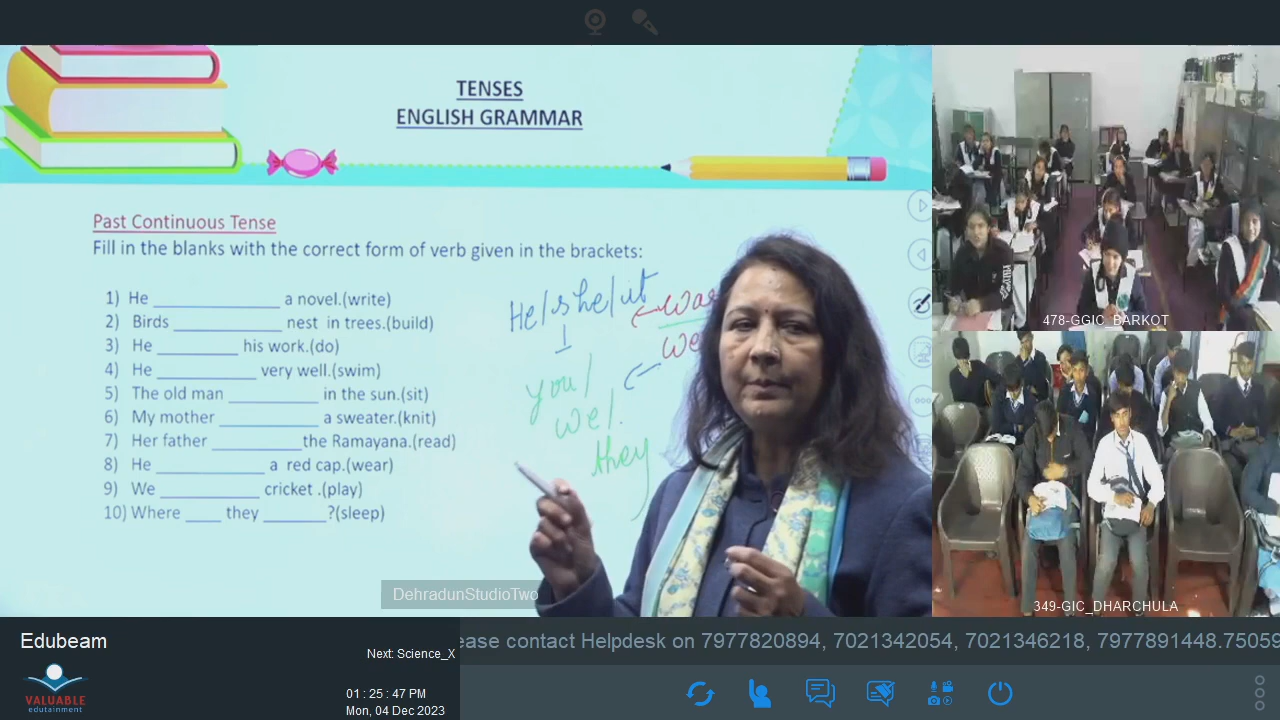 TENSES
ENGLISH GRAMMAR
Past Continuous Tense
Fill in the blanks with the correct form of verb given in the brackets:
1) He ______________ a novel.(write)
2) Birds ____________ nest in trees.(build)
3) He _________ his work.(do)
4) He ___________ very well.(swim)
5) The old man __________ in the sun.(sit)
6) My mother ___________ a sweater.(knit)
7) Her father __________the Ramayana.(read)
8) He ____________ a red cap.(wear)
9) We ___________ cricket .(play)
10) Where ____ they _______?(sleep)
He/she/it
was
we
you/
we/.
they
DehradunStudioTwo
478-GGIC_BARKOT
349-GIC_DHARCHULA
Edubeam
VALUABLE
edutainment
Next: Science_X
01 : 25 : 47 PM
Mon, 04 Dec 2023
ease contact Helpdesk on 7977820894, 7021342054, 7021346218, 7977891448.75059